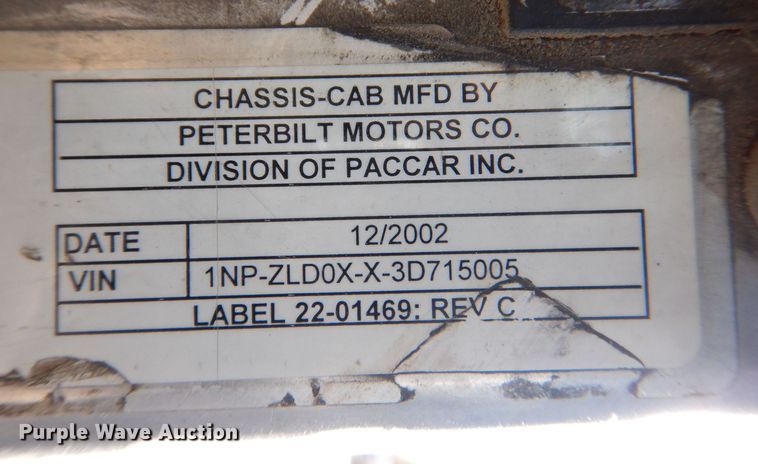 CHASSIS-CAB MFD BY
PETERBILT MOTORS CO.
DIVISION OF PACCAR INC.
DATE 12/2002
VIN 1NP-ZLD0X-X-3D715005
LABEL 22-01469: REV C
Purple Wave Auction